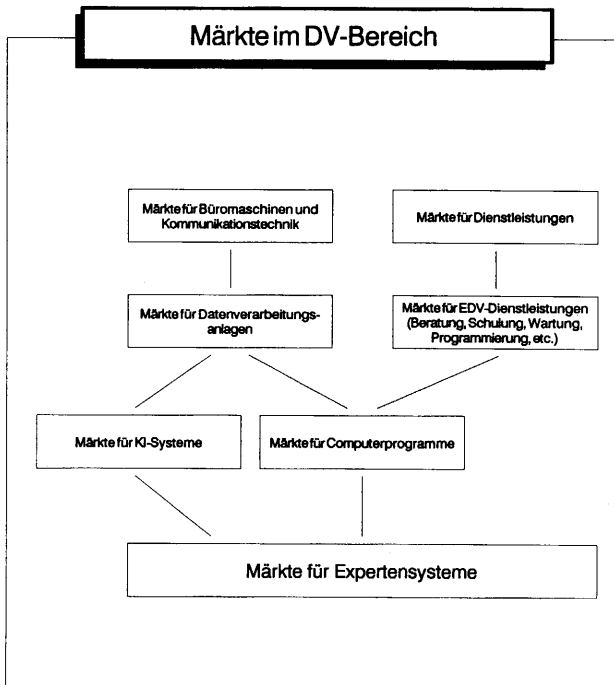 Märkte im DV-Bereich
Märkte für Büromaschinen und
Kommunikationstechnik
Märkte für Dienstleistungen
Märkte für Datenverarbeitungs-
anlagen
Märkte für EDV-Dienstleistungen
(Beratung, Schulung, Wartung,
Programmierung, etc.)
Märkte für KI-Systeme
Märkte für Computerprogramme
Märkte für Expertensysteme